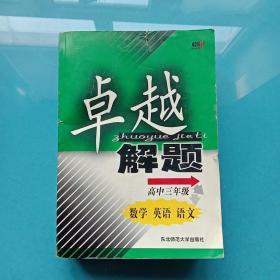 卓越
zhuoyue jieti
解题
高中三年级
数学 英语 语文
东北师范大学出版社